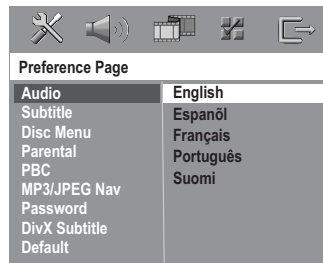 Preference Page
Audio
Subtitle
Disc Menu
Parental
PBC
MP3/JPEG Nav
Password
DivX Subtitle
Default
English
Espanõl
Français
Português
Suomi